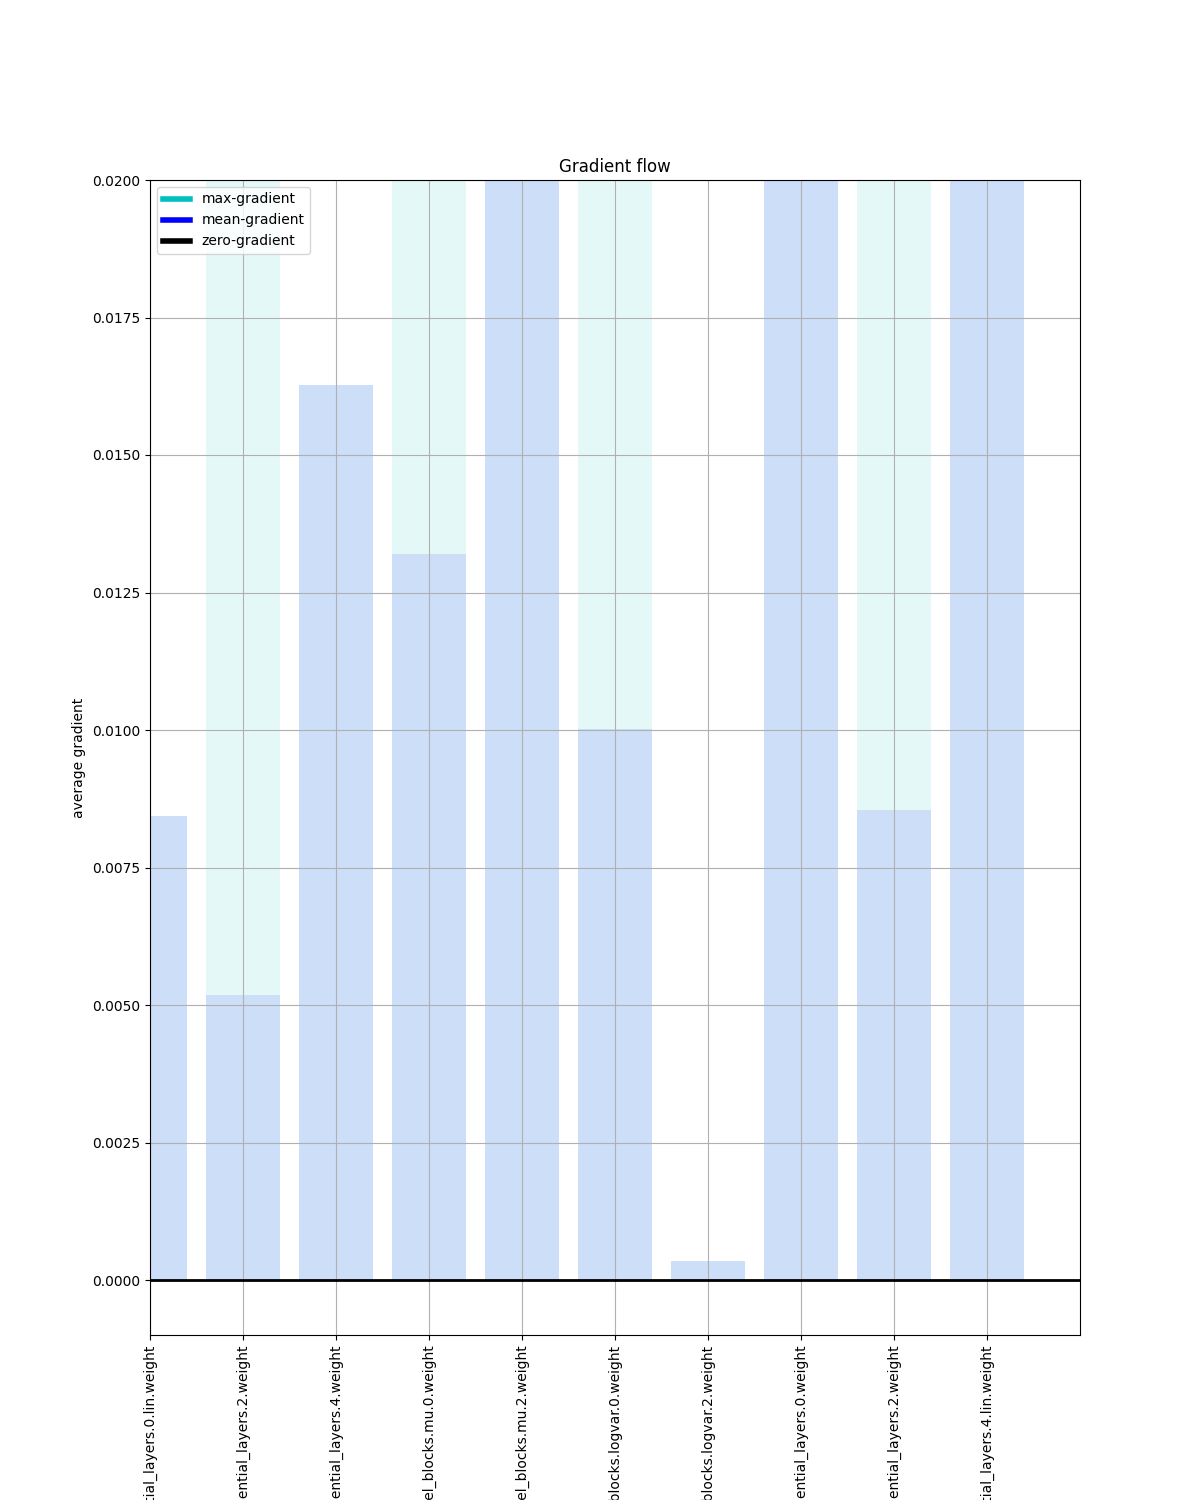 Gradient flow
max-gradient
mean-gradient
zero-gradient
0.0200
0.0175
0.0150
0.0125
0.0100
0.0075
0.0050
0.0025
0.0000
average gradient
tial_layers.0.lin.weight
ential_layers.2.weight
ential_layers.4.weight
el_blocks.mu.0.weight
el_blocks.mu.2.weight
blocks.logvar.0.weight
blocks.logvar.2.weight
ential_layers.0.weight
ential_layers.2.weight
tial_layers.4.lin.weight